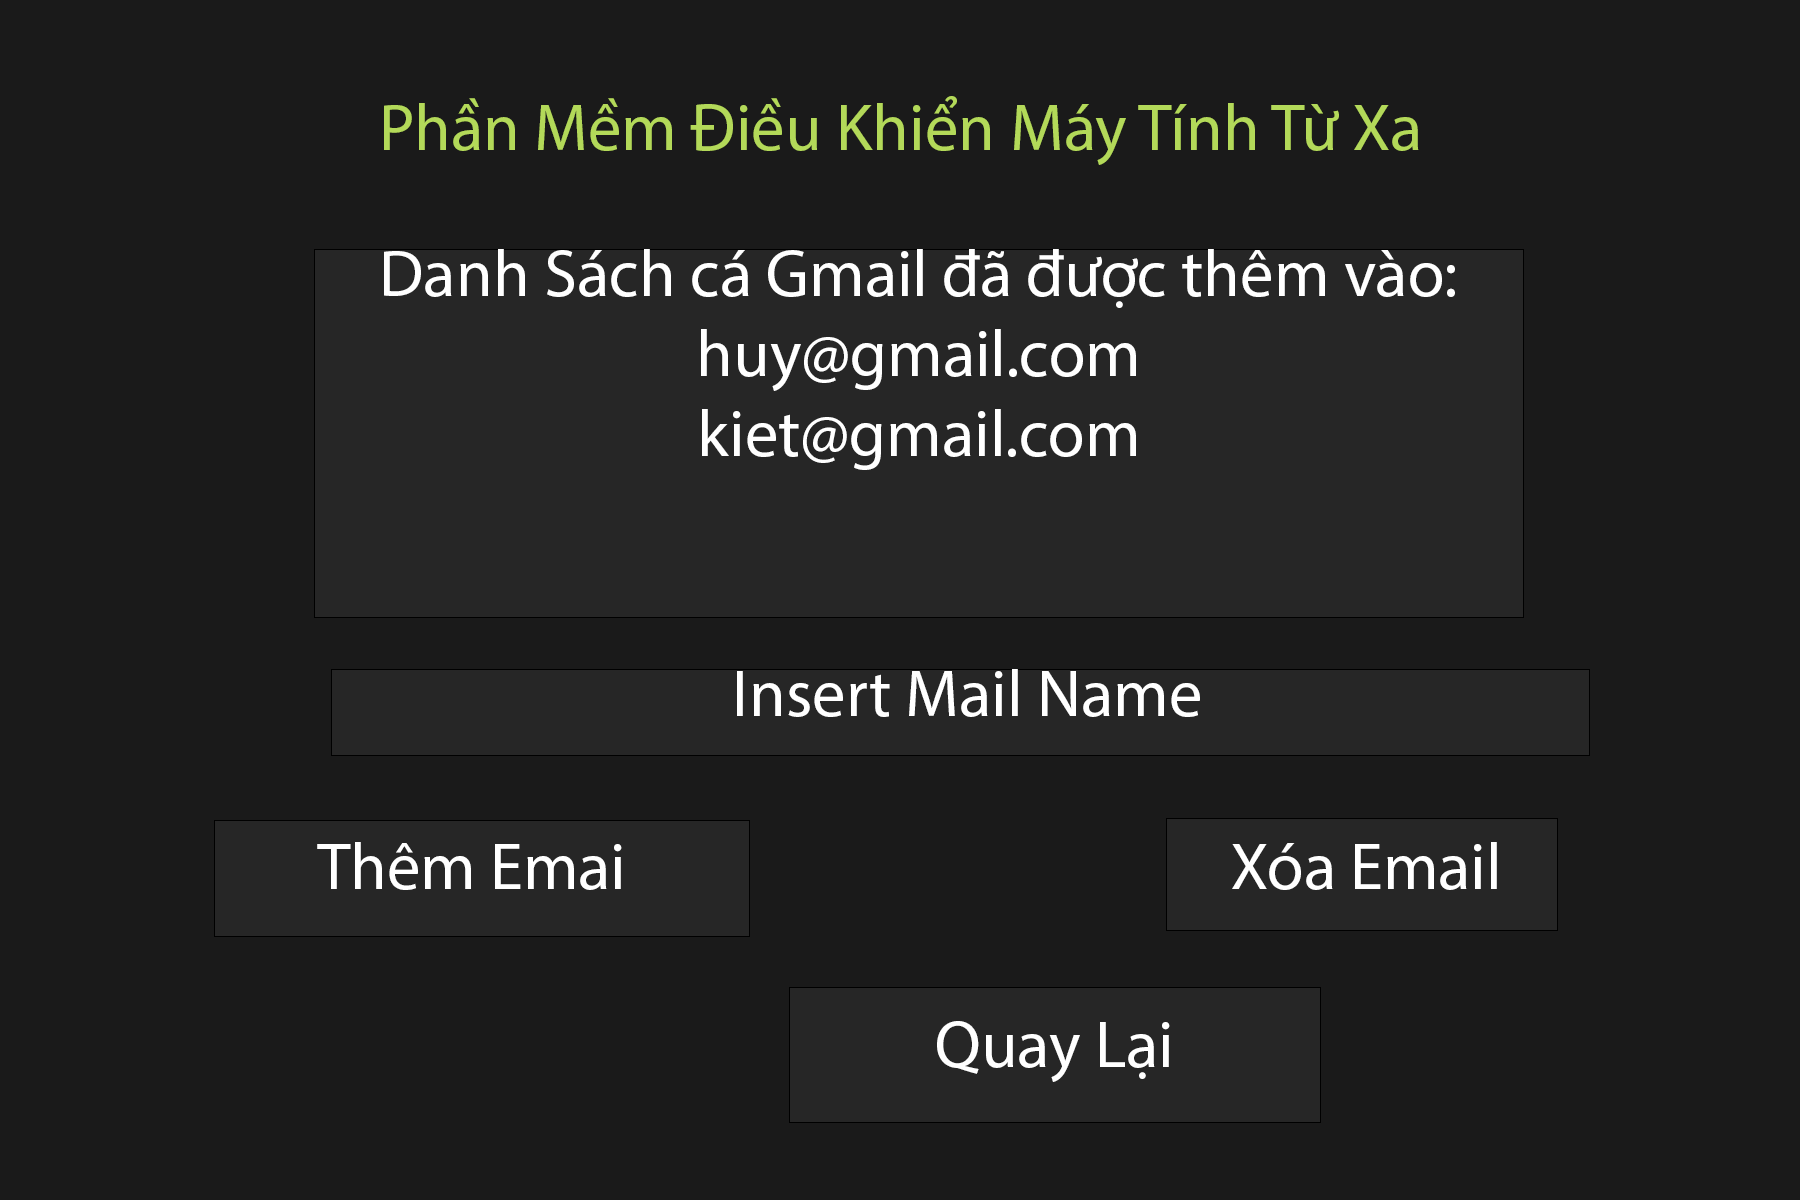 Phần Mềm Điều Khiển Máy Tính Từ Xa
Danh Sách cá Gmail đã được thêm vào:
huy@gmail.com
kiet@gmail.com
Insert Mail Name
Thêm Emai
Xóa Email
Quay Lại